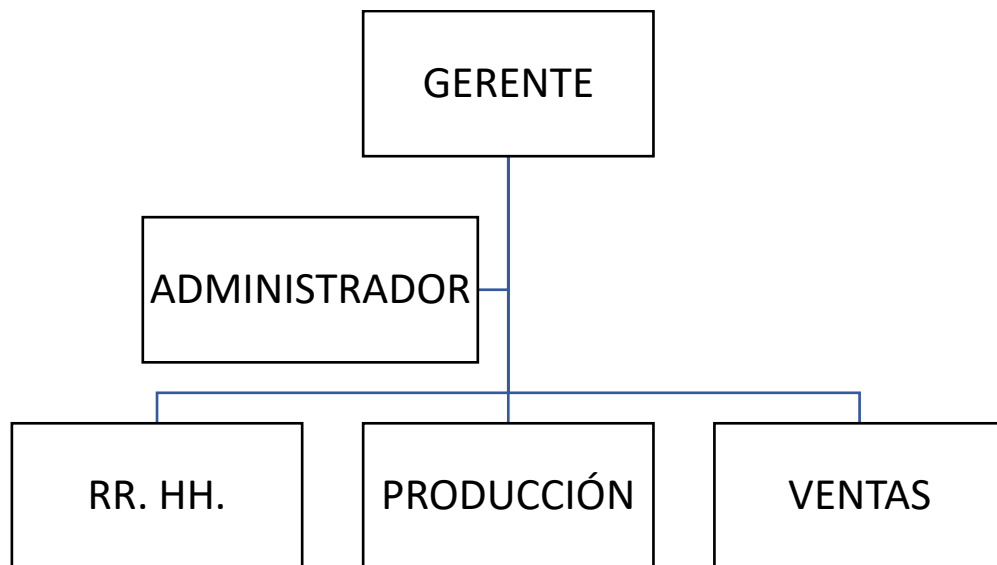 GERENTE
ADMINISTRADOR
RR. HH.
PRODUCCIÓN
VENTAS